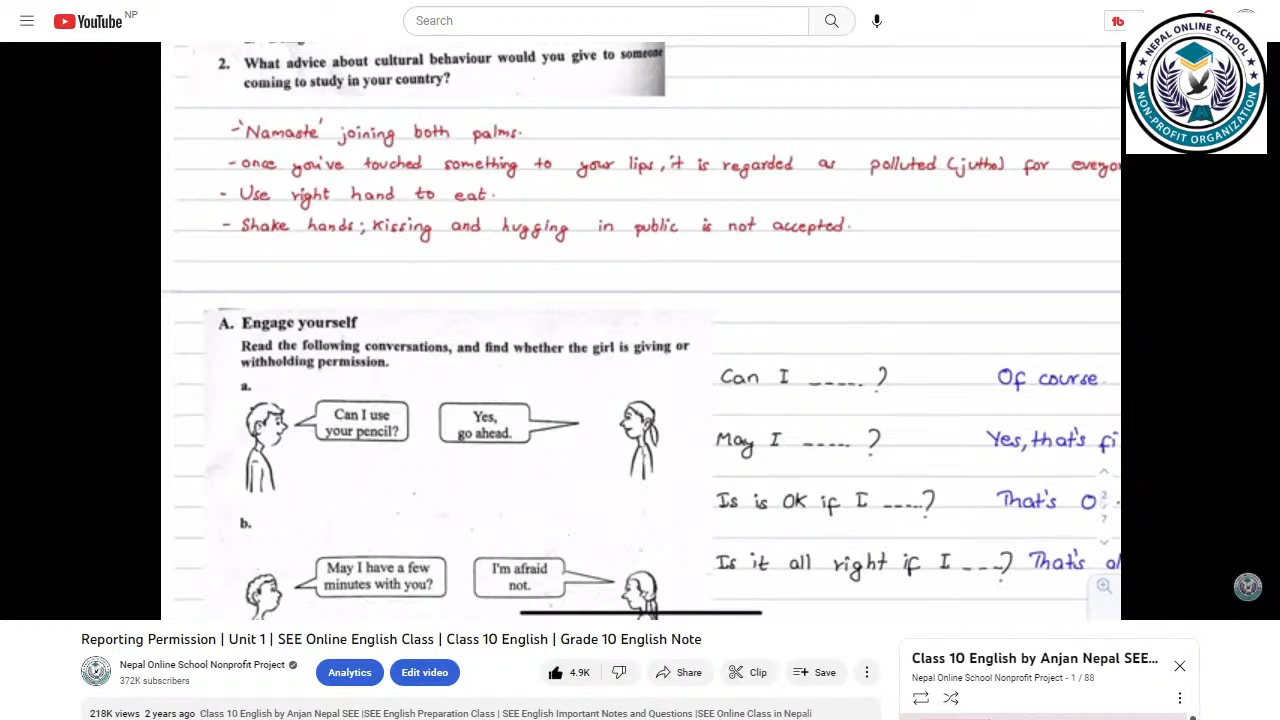 YouTube NP
Search
NEPAL ONLINE SCHOOL
NON-PROFIT ORGANIZATION
2. What advice about cultural behaviour would you give to someone
coming to study in your country?
-'Namaste' joining both palms.
- once you've touched something to your lips, it is regarded as polluted (jutho) for everyo
- Use right hand to eat.
- Shake hands; kissing and hugging in public is not accepted.
A. Engage yourself
Read the following conversations, and find whether the girl is giving or
withholding permission.
a.
Can I use
your pencil?
Yes,
go ahead.
Can I ----- ? Of course.
May I ----- ? Yes, that's fi
Is is OK if I -----? That's O
Is it all right if I ----? That's al
b.
May I have a few
minutes with you?
I'm afraid
not.
Reporting Permission | Unit 1 | SEE Online English Class | Class 10 English | Grade 10 English Note
Nepal Online School Nonprofit Project
372K subscribers
Analytics
Edit video
4.9K
Share
Clip
Save
218K views 2 years ago Class 10 English by Anjan Nepal SEE |SEE English Preparation Class | SEE English Important Notes and Questions |SEE Online Class in Nepali
Class 10 English by Anjan Nepal SEE...
Nepal Online School Nonprofit Project - 1 / 88